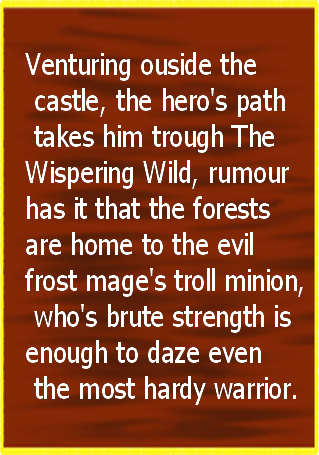 Venturing ouside the
castle, the hero's path
takes him trough The
Wispering Wild, rumour
has it that the forests
are home to the evil
frost mage's troll minion,
who's brute strength is
enough to daze even
the most hardy warrior.